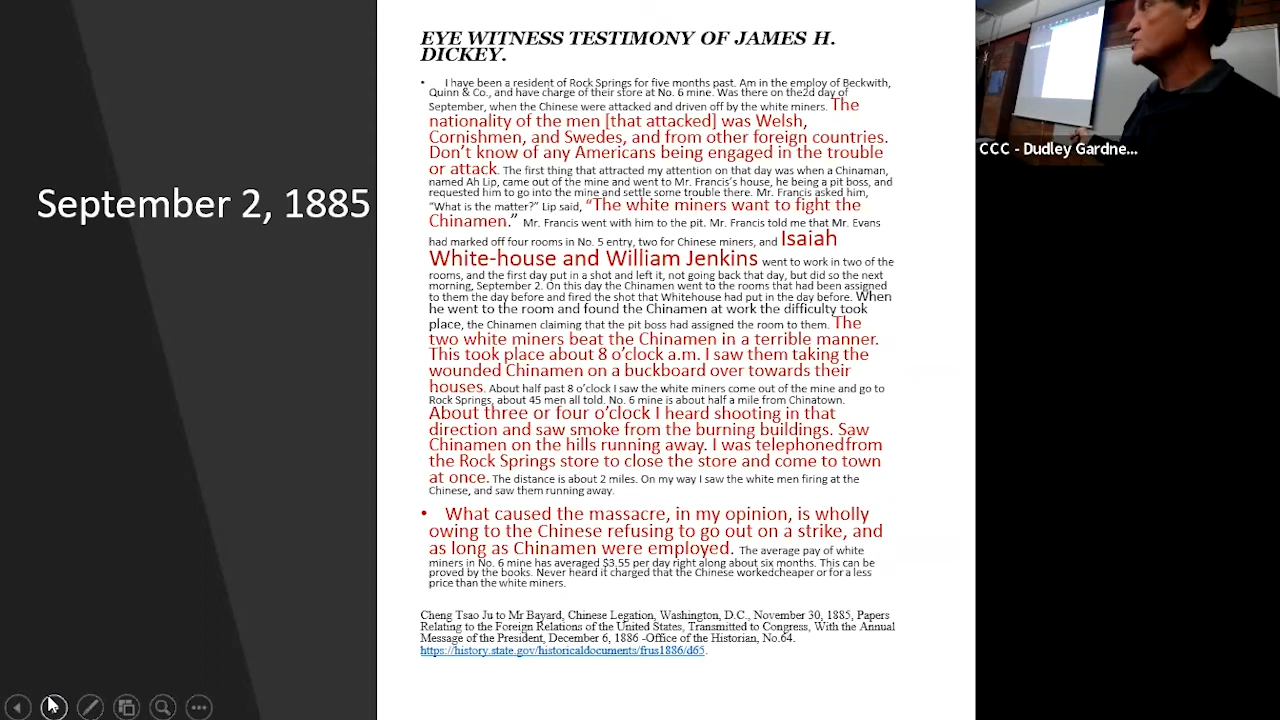 September 2, 1885
EYE WITNESS TESTIMONY OF JAMES H.
DICKEY.
• I have been a resident of Rock Springs for five months past. Am in the employ of Beckwith,
Quinn & Co., and have charge of their store at No. 6 mine. Was there on the2d day of
September, when the Chinese were attacked and driven off by the white miners. The
nationality of the men [that attacked] was Welsh,
Cornishmen, and Swedes, and from other foreign countries.
Don't know of any Americans being engaged in the trouble
or attack. The first thing that attracted my attention on that day was when a Chinaman,
named Ah Lip, came out of the mine and went to Mr. Francis's house, he being a pit boss, and
requested him to go into the mine and settle some trouble there. Mr. Francis asked him,
“What is the matter?” Lip said, “The white miners want to fight the
Chinamen.” Mr. Francis went with him to the pit. Mr. Francis told me that Mr. Evans
had marked off four rooms in No. 5 entry, two for Chinese miners, and Isaiah
White-house and William Jenkins went to work in two of the
rooms, and the first day put in a shot and left it, not going back that day, but did so the next
morning, September 2. On this day the Chinamen went to the rooms that had been assigned
to them the day before and fired the shot that Whitehouse had put in the day before. When
he went to the room and found the Chinamen at work the difficulty took
place, the Chinamen claiming that the pit boss had assigned the room to them. The
two white miners beat the Chinamen in a terrible manner.
This took place about 8 o'clock a.m. I saw them taking the
wounded Chinamen on a buckboard over towards their
houses. About half past 8 o'clock I saw the white miners come out of the mine and go to
Rock Springs, about 45 men all told. No. 6 mine is about half a mile from Chinatown.
About three or four o'clock I heard shooting in that
direction and saw smoke from the burning buildings. Saw
Chinamen on the hills running away. I was telephonedfrom
the Rock Springs store to close the store and come to town
at once. The distance is about 2 miles. On my way I saw the white men firing at the
Chinese, and saw them running away.
• What caused the massacre, in my opinion, is wholly
owing to the Chinese refusing to go out on a strike, and
as long as Chinamen were employed. The average pay of white
miners in No. 6 mine has averaged $3.55 per day right along about six months. This can be
proved by the books. Never heard it charged that the Chinese workedcheaper or for a less
price than the white miners.
Cheng Tsao Ju to Mr Bayard, Chinese Legation, Washington, D.C., November 30, 1885, Papers
Relating to the Foreign Relations of the United States, Transmitted to Congress, With the Annual
Message of the President, December 6, 1886 -Office of the Historian, No.64.
https://history.state.gov/historicaldocuments/frus1886/d65.
CCC - Dudley Gardne...